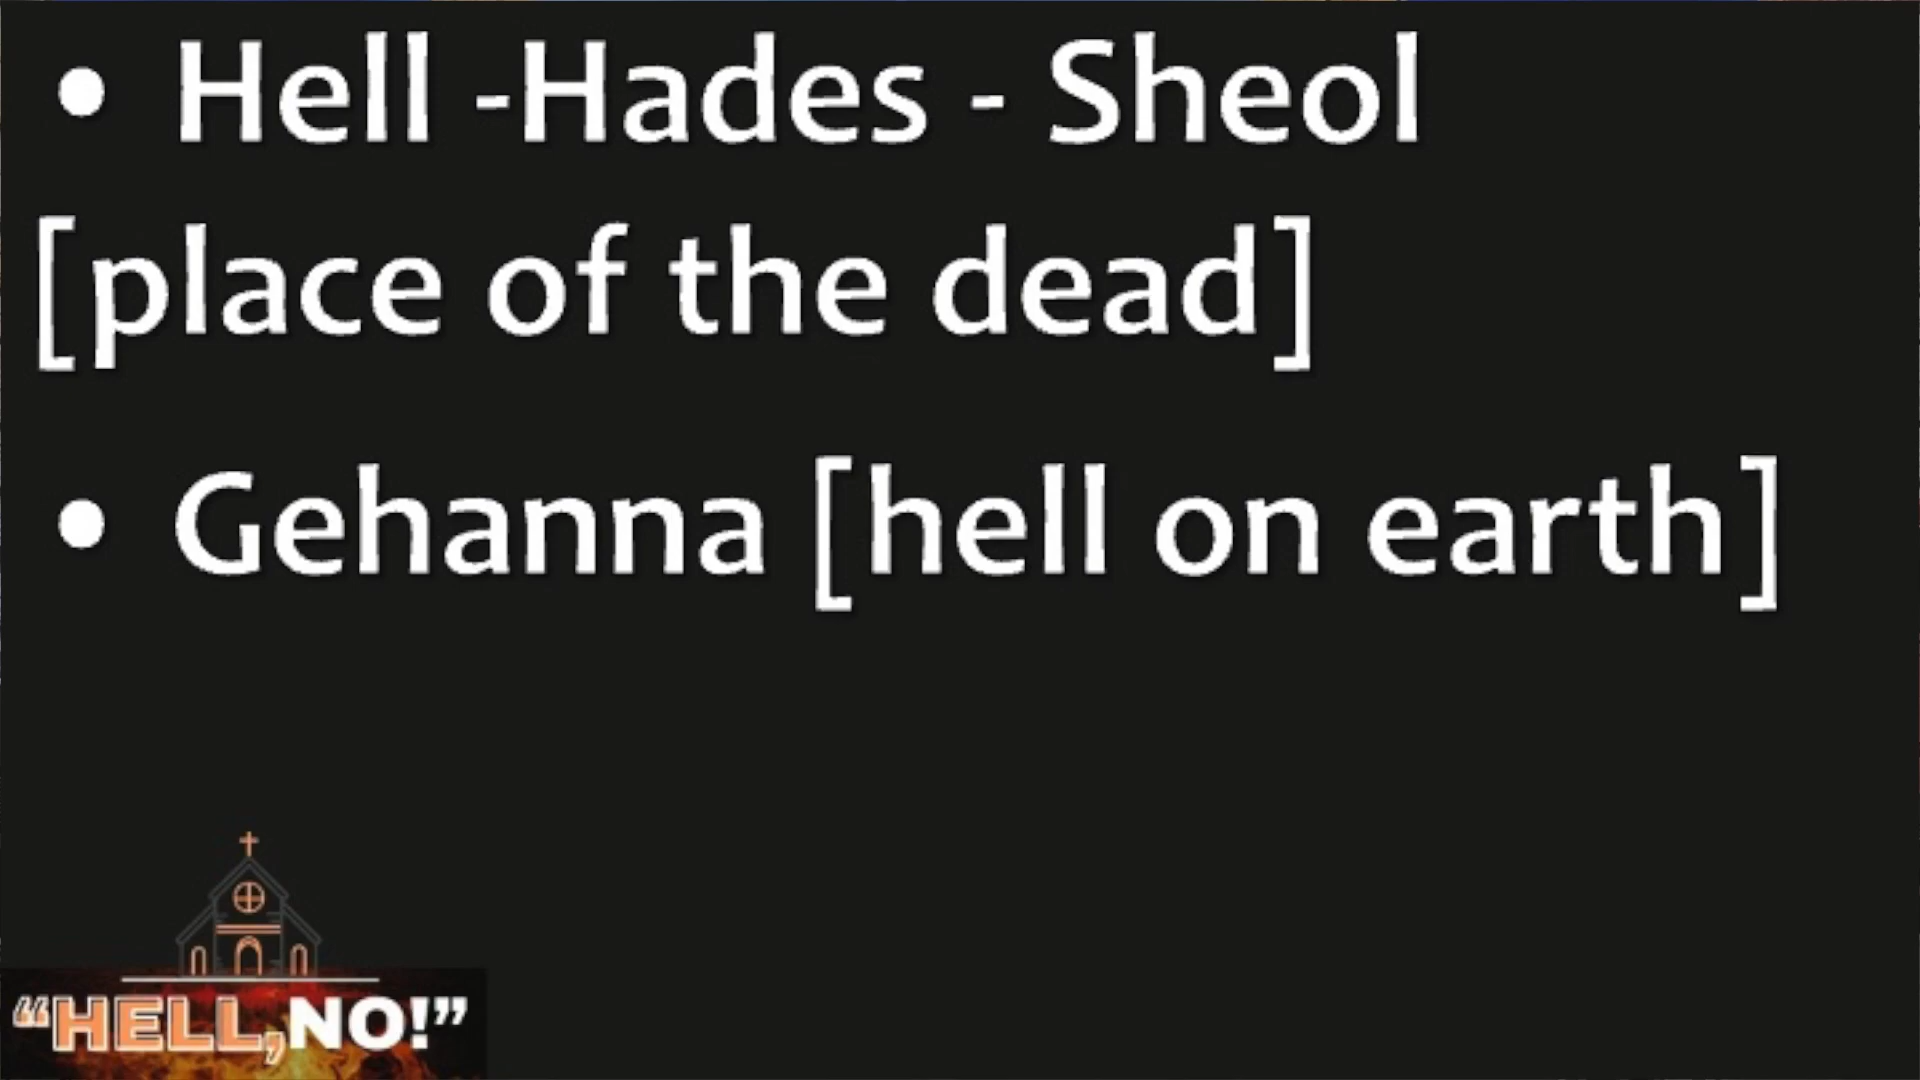 • Hell -Hades - Sheol
[place of the dead]
• Gehanna [hell on earth]
“HELL, NO!”